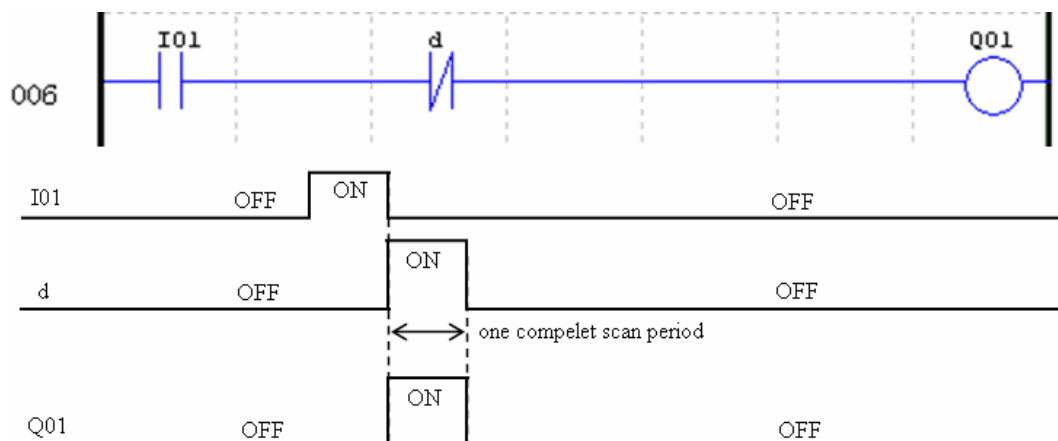 I01 d Q01
006
I01 OFF ON OFF
d OFF ON OFF
one compelet scan period
Q01 OFF ON OFF